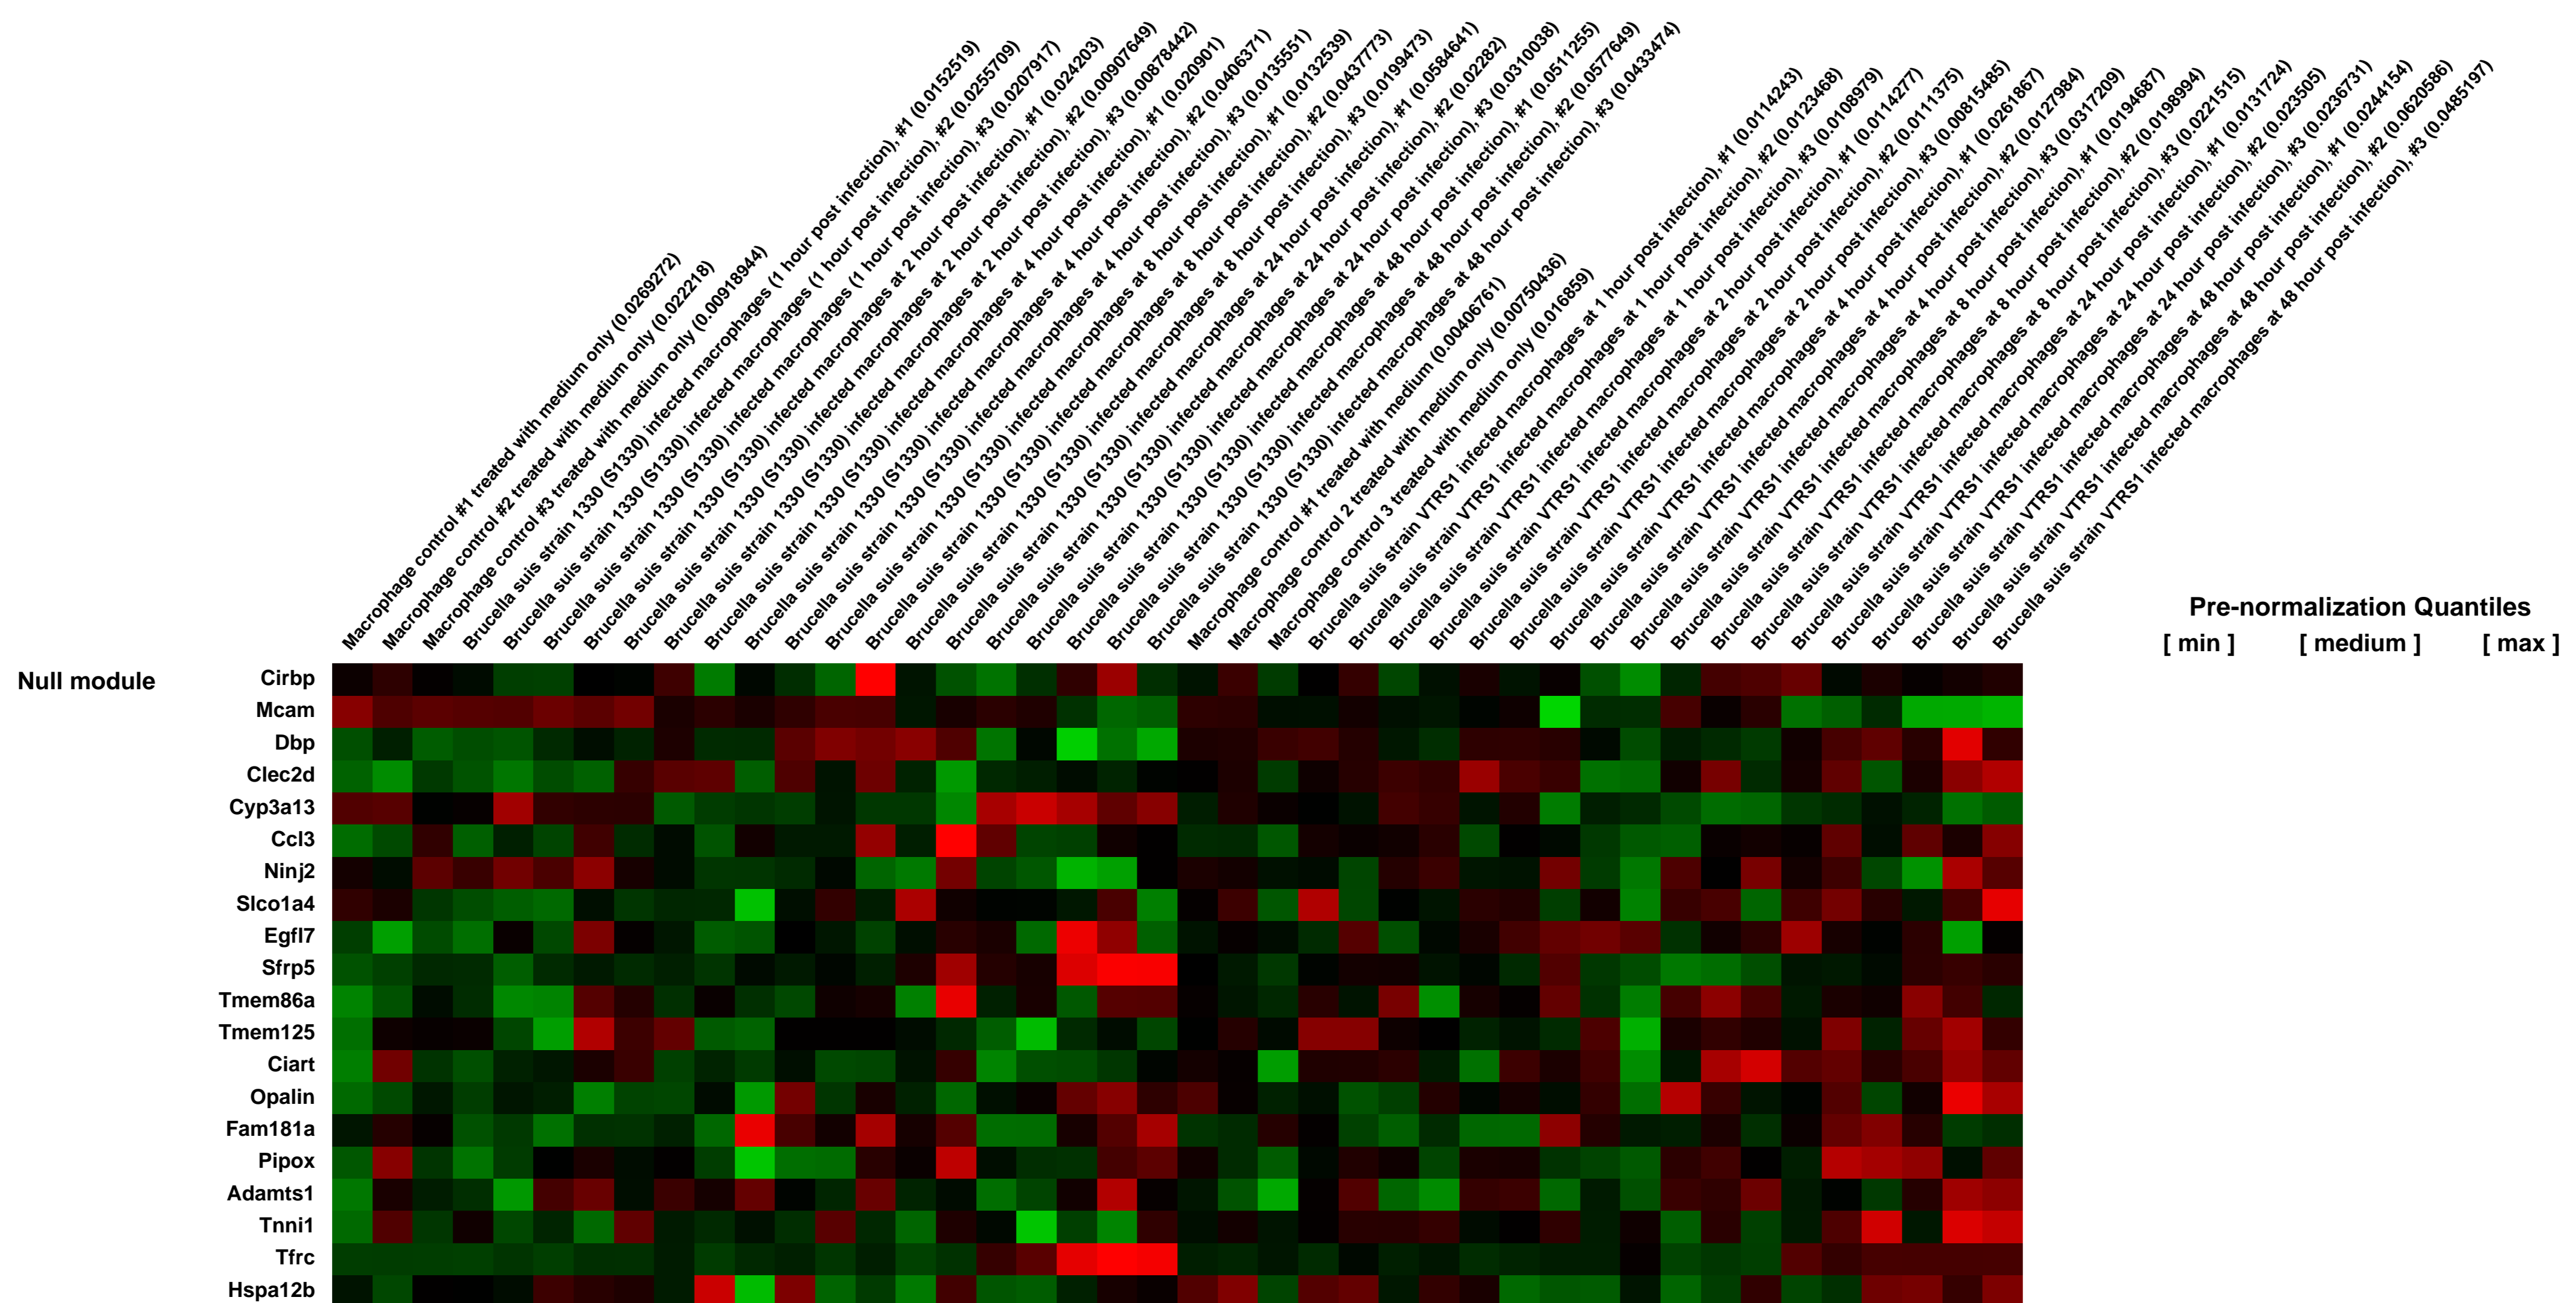 Macrophage control #1 treated with medium only (0.0269272)
Macrophage control #2 treated with medium only (0.022218)
Macrophage control #3 treated with medium only (0.00918944)
Brucella suis strain 1330 (S1330) infected macrophages (1 hour post infection), #1 (0.0152519)
Brucella suis strain 1330 (S1330) infected macrophages (1 hour post infection), #2 (0.0255709)
Brucella suis strain 1330 (S1330) infected macrophages (1 hour post infection), #3 (0.0207917)
Brucella suis strain 1330 (S1330) infected macrophages at 2 hour post infection), #1 (0.024203)
Brucella suis strain 1330 (S1330) infected macrophages at 2 hour post infection), #2 (0.00907649)
Brucella suis strain 1330 (S1330) infected macrophages at 2 hour post infection), #3 (0.00878442)
Brucella suis strain 1330 (S1330) infected macrophages at 4 hour post infection), #1 (0.020901)
Brucella suis strain 1330 (S1330) infected macrophages at 4 hour post infection), #2 (0.0406371)
Brucella suis strain 1330 (S1330) infected macrophages at 4 hour post infection), #3 (0.0135551)
Brucella suis strain 1330 (S1330) infected macrophages at 8 hour post infection), #1 (0.0132539)
Brucella suis strain 1330 (S1330) infected macrophages at 8 hour post infection), #2 (0.0437773)
Brucella suis strain 1330 (S1330) infected macrophages at 8 hour post infection), #3 (0.0199473)
Brucella suis strain 1330 (S1330) infected macrophages at 24 hour post infection), #1 (0.0584641)
Brucella suis strain 1330 (S1330) infected macrophages at 24 hour post infection), #2 (0.02282)
Brucella suis strain 1330 (S1330) infected macrophages at 24 hour post infection), #3 (0.0310038)
Brucella suis strain 1330 (S1330) infected macrophages at 48 hour post infection), #1 (0.0511255)
Brucella suis strain 1330 (S1330) infected macrophages at 48 hour post infection), #2 (0.0577649)
Brucella suis strain 1330 (S1330) infected macrophages at 48 hour post infection), #3 (0.0433474)
Macrophage control #1 treated with medium (0.00406761)
Macrophage control 2 treated with medium only (0.00750436)
Macrophage control 3 treated with medium only (0.016859)
Brucella suis strain VTRS1 infected macrophages at 1 hour post infection), #1 (0.0114243)
Brucella suis strain VTRS1 infected macrophages at 1 hour post infection), #2 (0.0123468)
Brucella suis strain VTRS1 infected macrophages at 1 hour post infection), #3 (0.0108979)
Brucella suis strain VTRS1 infected macrophages at 2 hour post infection), #1 (0.0114277)
Brucella suis strain VTRS1 infected macrophages at 2 hour post infection), #2 (0.0111375)
Brucella suis strain VTRS1 infected macrophages at 2 hour post infection), #3 (0.00815485)
Brucella suis strain VTRS1 infected macrophages at 4 hour post infection), #1 (0.0261867)
Brucella suis strain VTRS1 infected macrophages at 4 hour post infection), #2 (0.0127984)
Brucella suis strain VTRS1 infected macrophages at 4 hour post infection), #3 (0.0317209)
Brucella suis strain VTRS1 infected macrophages at 8 hour post infection), #1 (0.0194687)
Brucella suis strain VTRS1 infected macrophages at 8 hour post infection), #2 (0.0198994)
Brucella suis strain VTRS1 infected macrophages at 8 hour post infection), #3 (0.0221515)
Brucella suis strain VTRS1 infected macrophages at 24 hour post infection), #1 (0.0131724)
Brucella suis strain VTRS1 infected macrophages at 24 hour post infection), #2 (0.023505)
Brucella suis strain VTRS1 infected macrophages at 24 hour post infection), #3 (0.0236731)
Brucella suis strain VTRS1 infected macrophages at 48 hour post infection), #1 (0.0244154)
Brucella suis strain VTRS1 infected macrophages at 48 hour post infection), #2 (0.0620586)
Brucella suis strain VTRS1 infected macrophages at 48 hour post infection), #3 (0.0485197)
Pre-normalization Quantiles
[ min ] [ medium ] [ max ]
Null module
Cirbp
Mcam
Dbp
Clec2d
Cyp3a13
Ccl3
Ninj2
Slco1a4
Egfl7
Sfrp5
Tmem86a
Tmem125
Ciart
Opalin
Fam181a
Pipox
Adamts1
Tnni1
Tfrc
Hspa12b